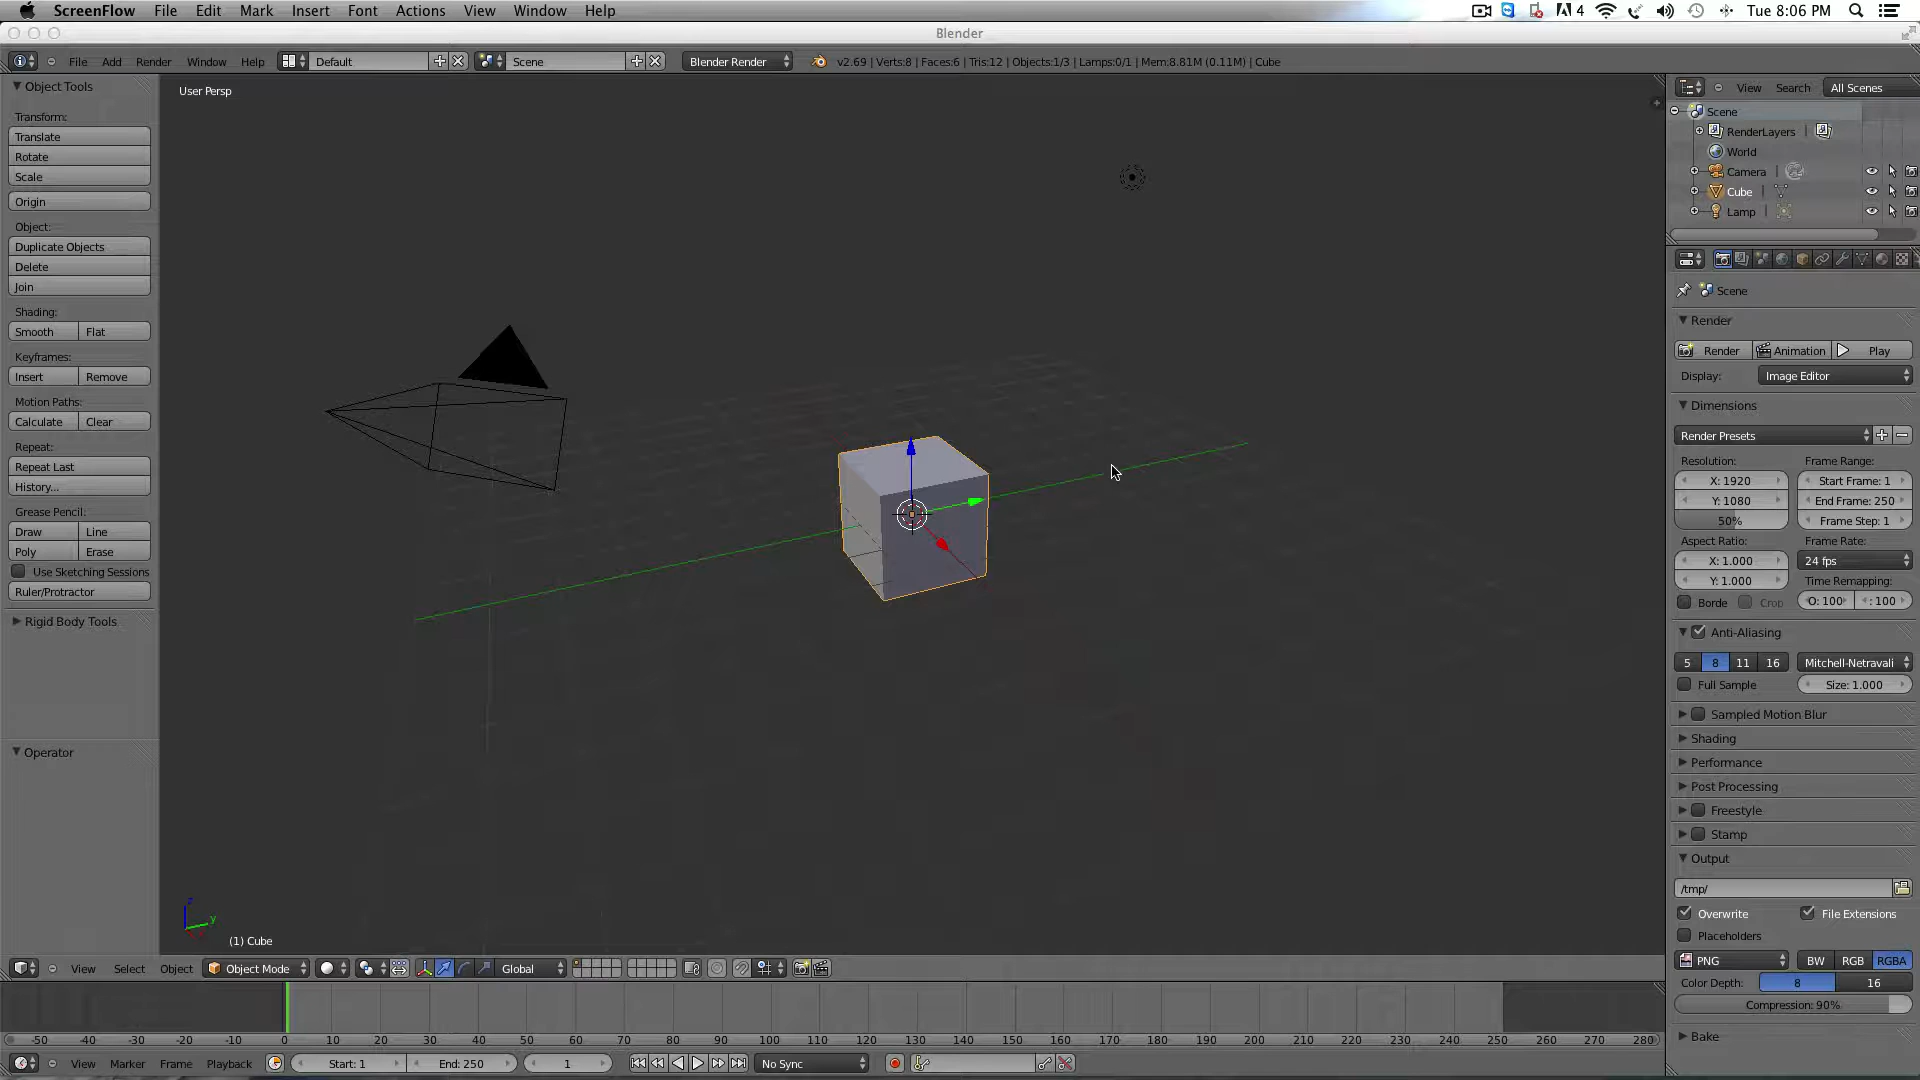 ScreenFlow File Edit Mark Insert Font Actions View Window Help 4 Tue 8:06 PM
Blender
File Add Render Window Help Default Scene Blender Render v2.69 | Verts:8 | Faces:6 | Tris:12 | Objects:1/3 | Lamps:0/1 | Mem:8.81M (0.11M) | Cube
Object Tools
Transform:
Translate
Rotate
Scale
Origin
Object:
Duplicate Objects
Delete
Join
Shading:
Smooth Flat
Keyframes:
Insert Remove
Motion Paths:
Calculate Clear
Repeat:
Repeat Last
History...
Grease Pencil:
Draw Line
Poly Erase
Use Sketching Sessions
Ruler/Protractor
Rigid Body Tools
Operator
User Persp
z
y
(1) Cube
View Select Object Object Mode Global
-50 -40 -30 -20 -10 0 10 20 30 40 50 60 70 80 90 100 110 120 130 140 150 160 170 180 190 200 210 220 230 240 250 260 270 280
View Marker Frame Playback Start: 1 End: 250 1 No Sync
View Search All Scenes
Scene
RenderLayers |
World
Camera |
Cube |
Lamp |
Scene
Render
Render Animation Play
Display: Image Editor
Dimensions
Render Presets
Resolution: Frame Range:
X: 1920 Start Frame: 1
Y: 1080 End Frame: 250
50% Frame Step: 1
Aspect Ratio: Frame Rate:
X: 1.000 24 fps
Y: 1.000 Time Remapping:
Borde Crop O: 100 : 100
Anti-Aliasing
5 8 11 16 Mitchell-Netravali
Full Sample Size: 1.000
Sampled Motion Blur
Shading
Performance
Post Processing
Freestyle
Stamp
Output
/tmp/
Overwrite File Extensions
Placeholders
PNG BW RGB RGBA
Color Depth: 8 16
Compression: 90%
Bake